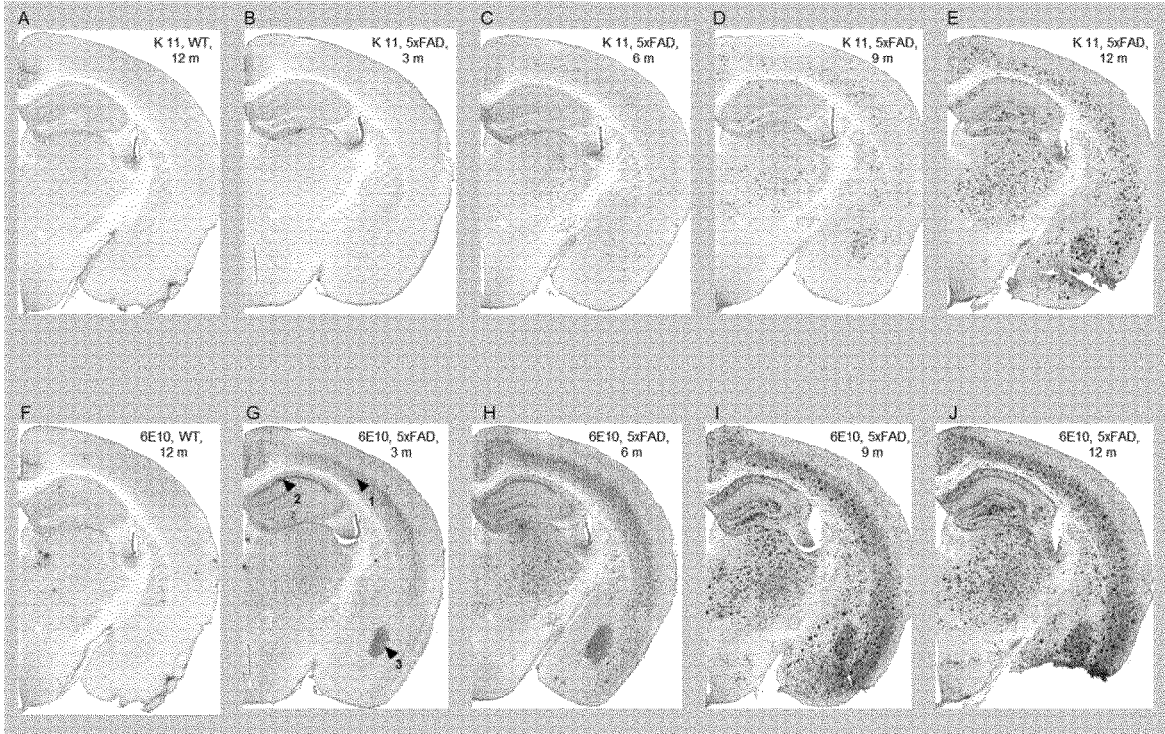 A
K 11, WT,
12 m
B
K 11, 5xFAD,
3 m
C
K 11, 5xFAD,
6 m
D
K 11, 5xFAD,
9 m
E
K 11, 5xFAD,
12 m
F
6E10, WT,
12 m
G
6E10, 5xFAD,
3 m
2
1
3
H
6E10, 5xFAD,
6 m
I
6E10, 5xFAD,
9 m
J
6E10, 5xFAD,
12 m